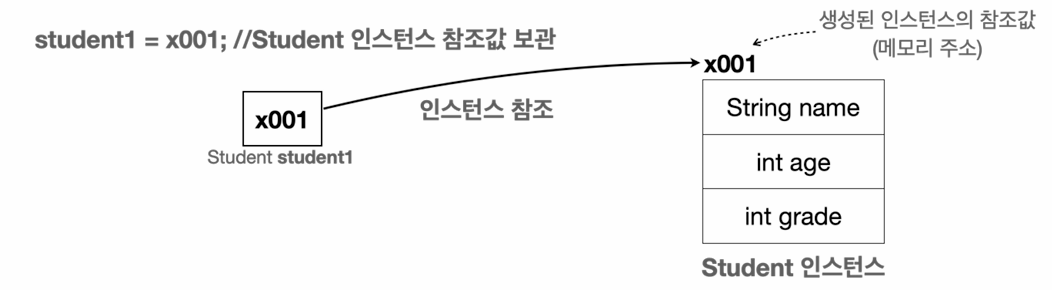 student1 = x001; //Student 인스턴스 참조값 보관
생성된 인스턴스의 참조값
(메모리 주소)
x001
인스턴스 참조
x001
Student student1
String name
int age
int grade
Student 인스턴스